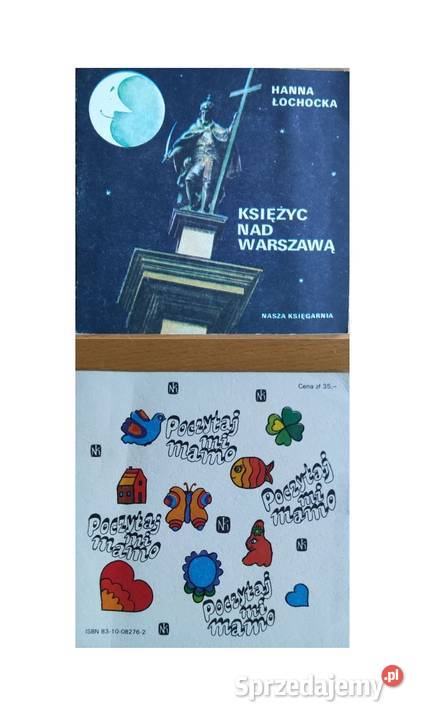 HANNA
ŁOCHOCKA
KSIĘŻYC
NAD
WARSZAWĄ
NASZA KSIĘGARNIA
Cena zł 35,–
Poczytaj
mi
mamo
Poczytaj
mi
mamo
Poczytaj
mi
mamo
Poczytaj
mi
mamo
ISBN 83-10-08276-2
Sprzedajemy.pl